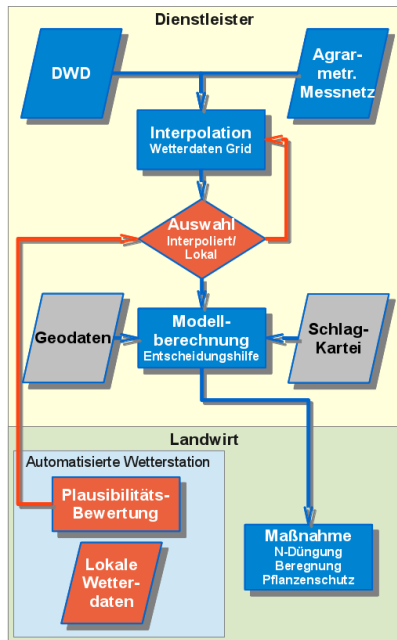 Dienstleister
DWD
Agrar-
metr.
Messnetz
Interpolation
Wetterdaten Grid
Auswahl
Interpoliert/
Lokal
Geodaten
Modell-
berechnung
Entscheidungshilfe
Schlag-
Kartei
Landwirt
Automatisierte Wetterstation
Plausibilitäts-
Bewertung
Lokale
Wetter-
daten
Maßnahme
N-Düngung
Beregnung
Pflanzenschutz